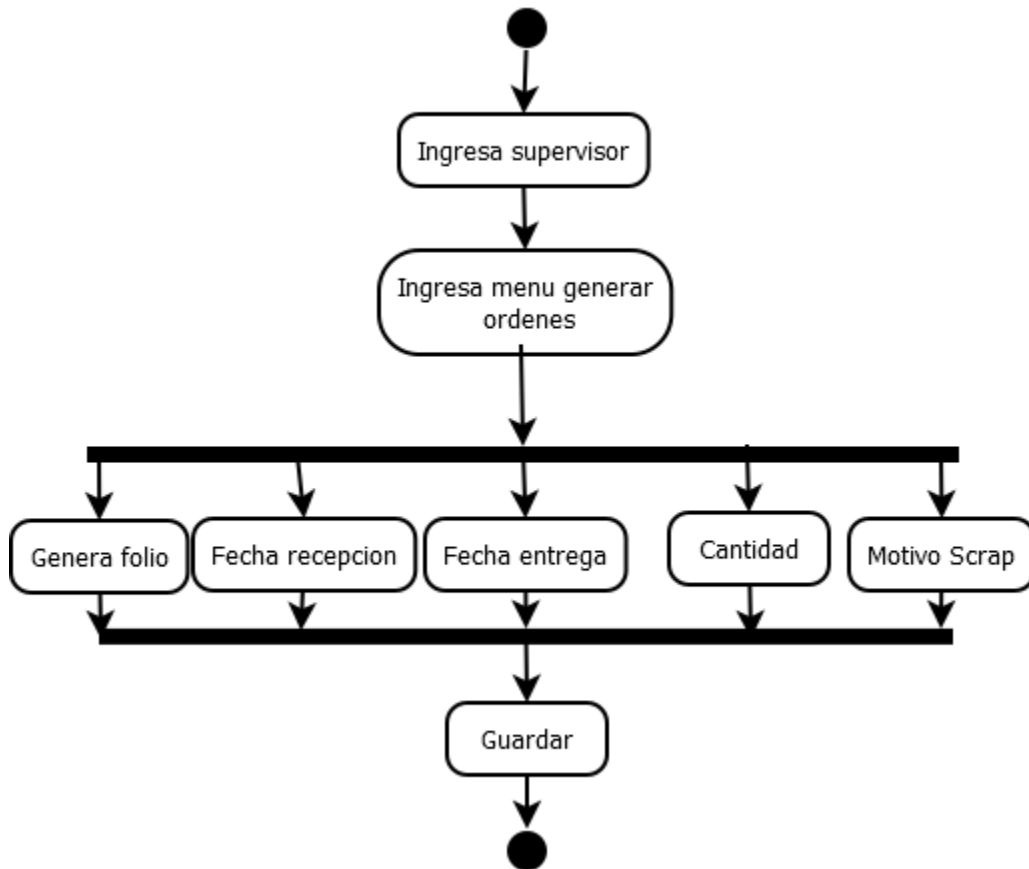 Ingresa supervisor
Ingresa menu generar
ordenes
Genera folio
Fecha recepcion
Fecha entrega
Cantidad
Motivo Scrap
Guardar